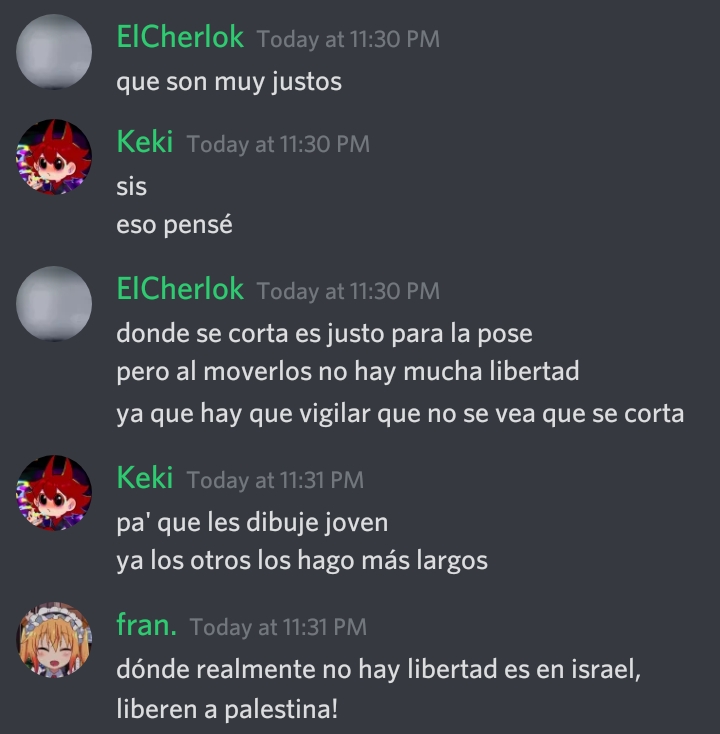 ElCherlok Today at 11:30 PM
que son muy justos
Keki Today at 11:30 PM
sis
eso pensé
ElCherlok Today at 11:30 PM
donde se corta es justo para la pose
pero al moverlos no hay mucha libertad
ya que hay que vigilar que no se vea que se corta
Keki Today at 11:31 PM
pa' que les dibuje joven
ya los otros los hago más largos
fran. Today at 11:31 PM
dónde realmente no hay libertad es en israel,
liberen a palestina!